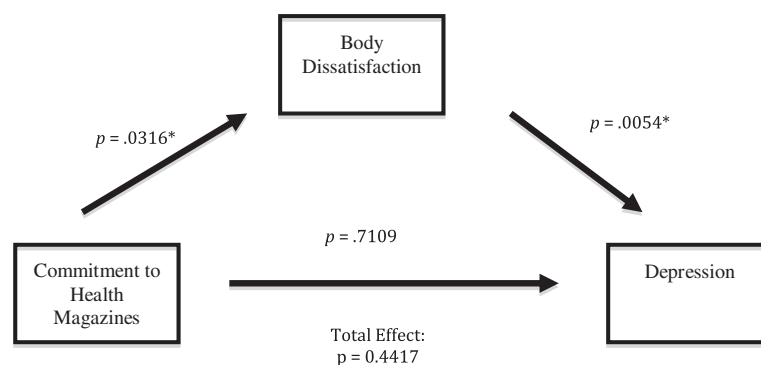 Body
Dissatisfaction
p = .0316*
p = .0054*
p = .7109
Commitment to
Health
Magazines
Depression
Total Effect:
p = 0.4417